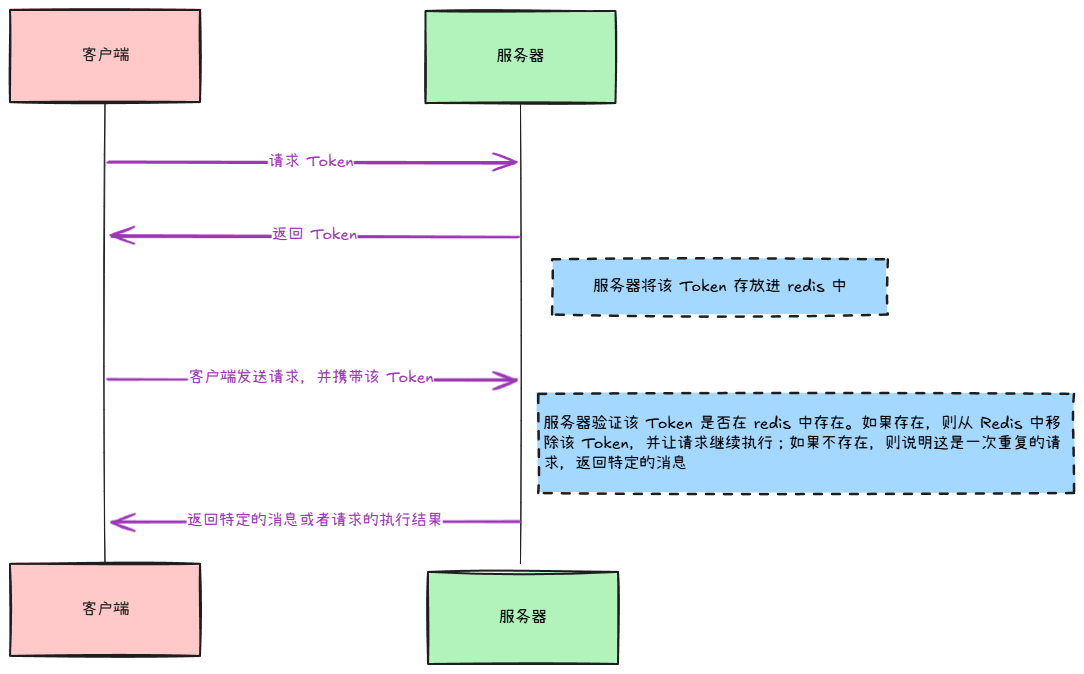 客户端
服务器
请求 Token
返回 Token
服务器将该 Token 存放进 redis 中
客户端发送请求，并携带该 Token
服务器验证该 Token 是否在 redis 中存在。如果存在，则从 Redis 中移
除该 Token，并让请求继续执行；如果不存在，则说明这是一次重复的请
求，返回特定的消息
返回特定的消息或者请求的执行结果
客户端
服务器